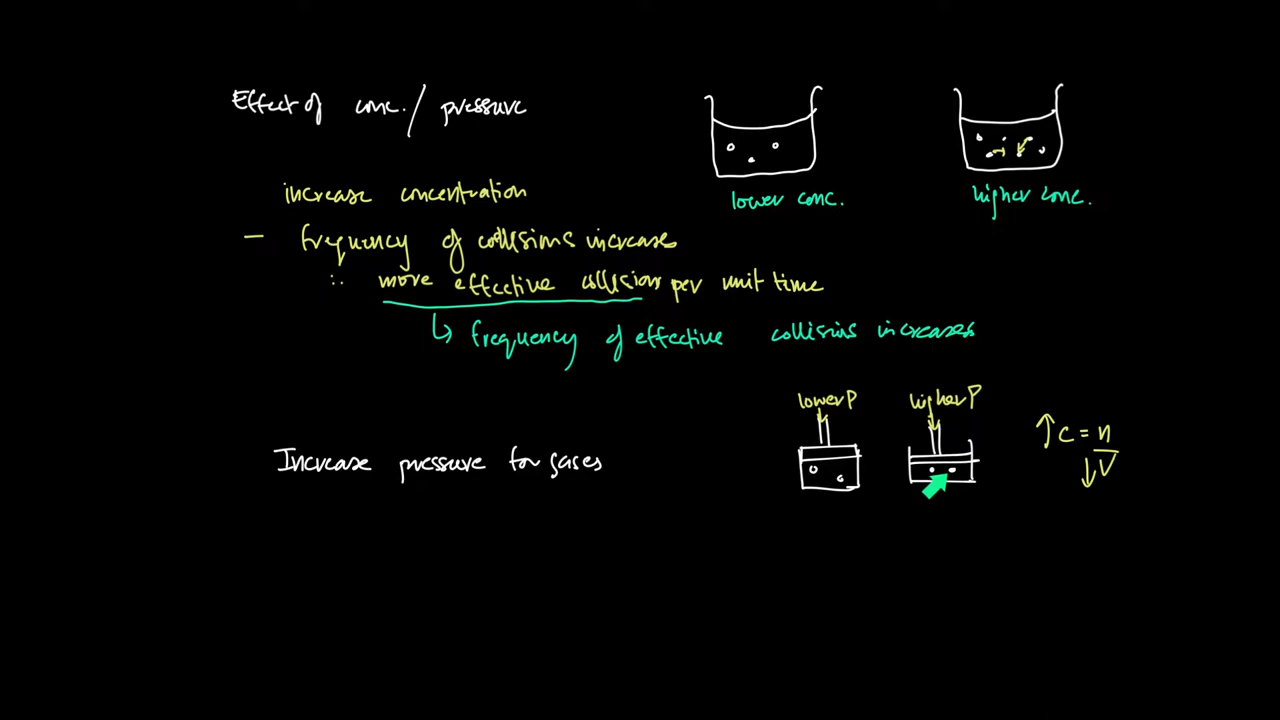 Effect of conc. / pressure
increase concentration
lower conc.
higher conc.
— frequency of collisions increases
∴ more effective collision per unit time
↳ frequency of effective collisions increases
lower P
higher P
↑ c = n/V ↓
Increase pressure for gases